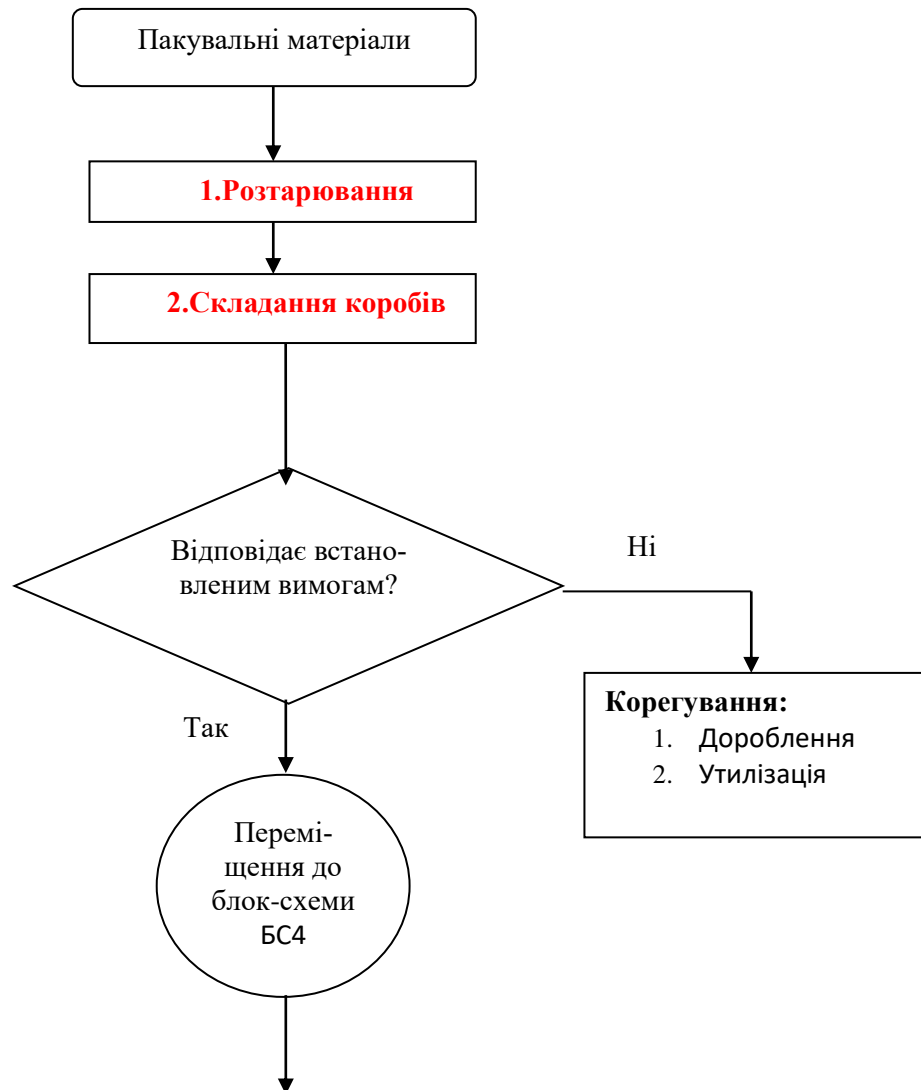 Пакувальні матеріали
1.Розтарювання
2.Складання коробів
Відповідає встано-
вленим вимогам?
Ні
Корегування:
1. Дороблення
2. Утилізація
Так
Перемі-
щення до
блок-схеми
БС4